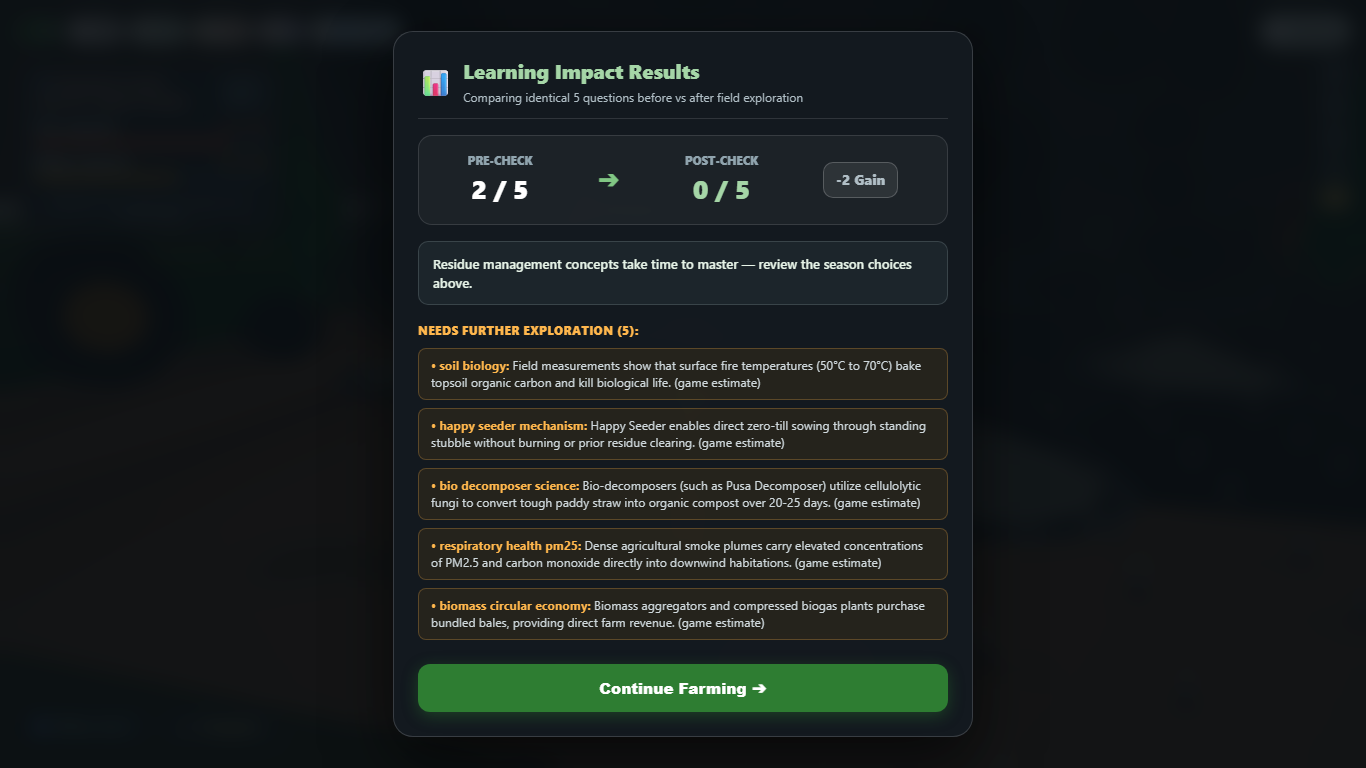 Learning Impact Results
Comparing identical 5 questions before vs after field exploration
PRE-CHECK
2 / 5
➔
POST-CHECK
0 / 5
-2 Gain
Residue management concepts take time to master — review the season choices
above.
NEEDS FURTHER EXPLORATION (5):
• soil biology: Field measurements show that surface fire temperatures (50°C to 70°C) bake
topsoil organic carbon and kill biological life. (game estimate)
• happy seeder mechanism: Happy Seeder enables direct zero-till sowing through standing
stubble without burning or prior residue clearing. (game estimate)
• bio decomposer science: Bio-decomposers (such as Pusa Decomposer) utilize cellulolytic
fungi to convert tough paddy straw into organic compost over 20-25 days. (game estimate)
• respiratory health pm25: Dense agricultural smoke plumes carry elevated concentrations
of PM2.5 and carbon monoxide directly into downwind habitations. (game estimate)
• biomass circular economy: Biomass aggregators and compressed biogas plants purchase
bundled bales, providing direct farm revenue. (game estimate)
Continue Farming ➔